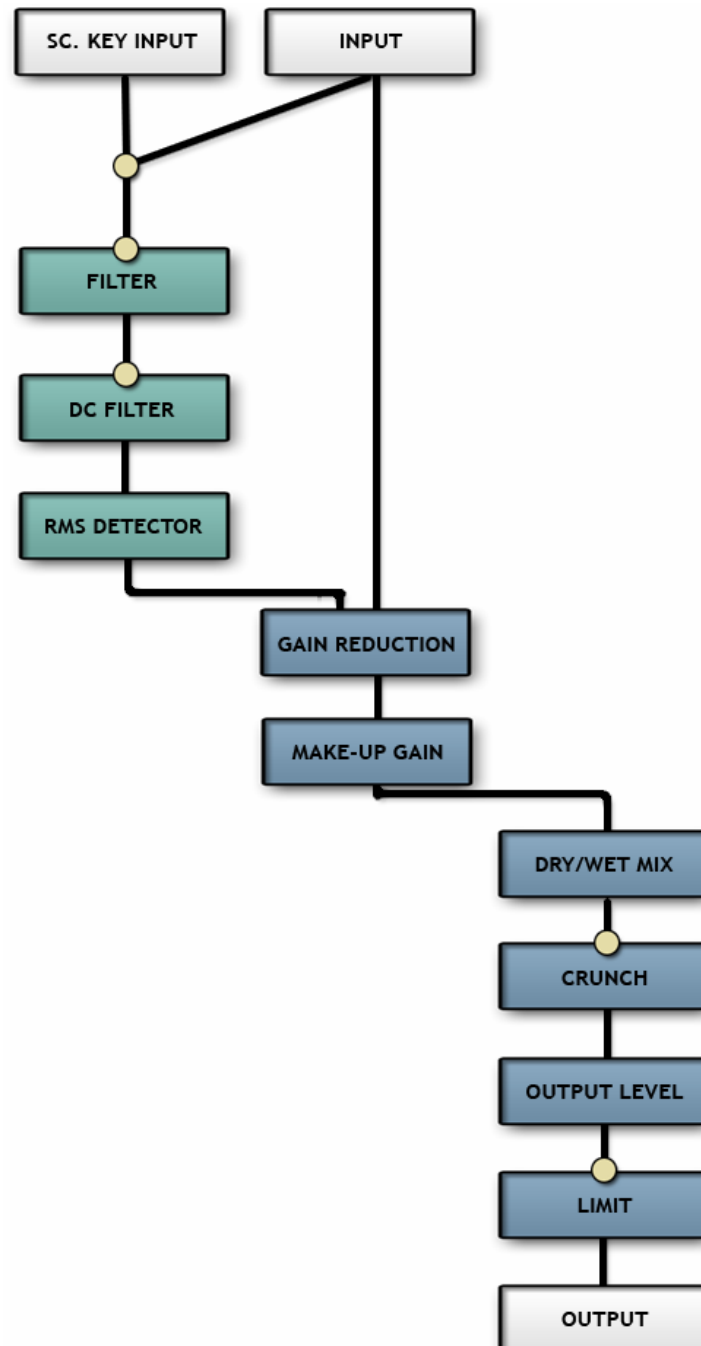 SC. KEY INPUT
INPUT
FILTER
DC FILTER
RMS DETECTOR
GAIN REDUCTION
MAKE-UP GAIN
DRY/WET MIX
CRUNCH
OUTPUT LEVEL
LIMIT
OUTPUT